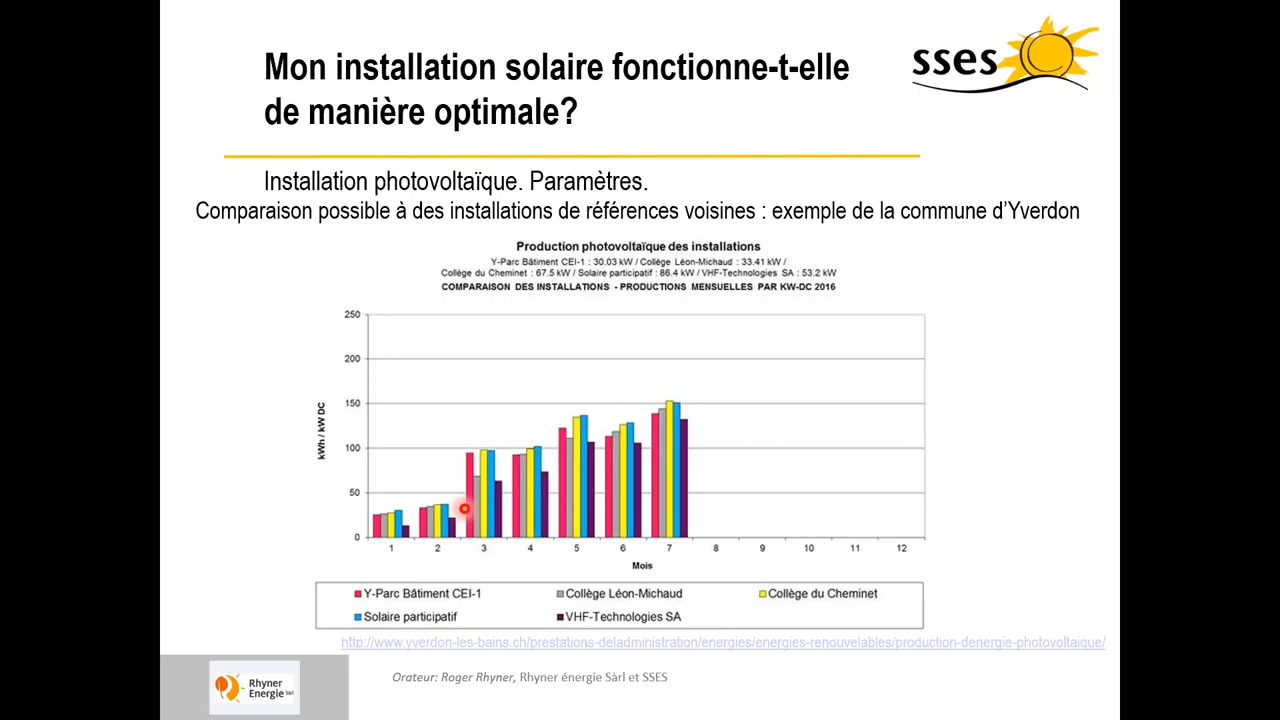 Mon installation solaire fonctionne-t-elle
de manière optimale?
sses
Installation photovoltaïque. Paramètres.
Comparaison possible à des installations de références voisines : exemple de la commune d'Yverdon
Production photovoltaïque des installations
Y-Parc Bâtiment CEI-1 : 30.03 kW / Collège Léon-Michaud : 33.41 kW /
Collège du Cheminet : 67.5 kW / Solaire participatif : 86.4 kW / VHF-Technologies SA : 53.2 kW
COMPARAISON DES INSTALLATIONS - PRODUCTIONS MENSUELLES PAR KW-DC 2016
kWh / kW DC
250
200
150
100
50
0
1 2 3 4 5 6 7 8 9 10 11 12
Mois
Y-Parc Bâtiment CEI-1 Collège Léon-Michaud Collège du Cheminet
Solaire participatif VHF-Technologies SA
http://www.yverdon-les-bains.ch/prestations-deladministration/energies/energies-renouvelables/production-denergie-photovoltaique/
Rhyner
Energie Sàrl
Orateur: Roger Rhyner, Rhyner énergie Sàrl et SSES